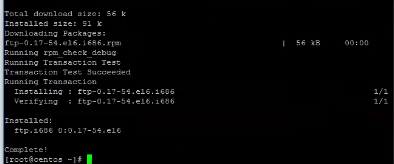 Total download size: 56 k
Installed size: 91 k
Downloading Packages:
ftp-0.17-54.el6.i686.rpm | 56 kB 00:00
Running rpm_check_debug
Running Transaction Test
Transaction Test Succeeded
Running Transaction
Installing : ftp-0.17-54.el6.i686 1/1
Verifying : ftp-0.17-54.el6.i686 1/1
Installed:
ftp.i686 0:0.17-54.el6
Complete!
[root@centos ~]#